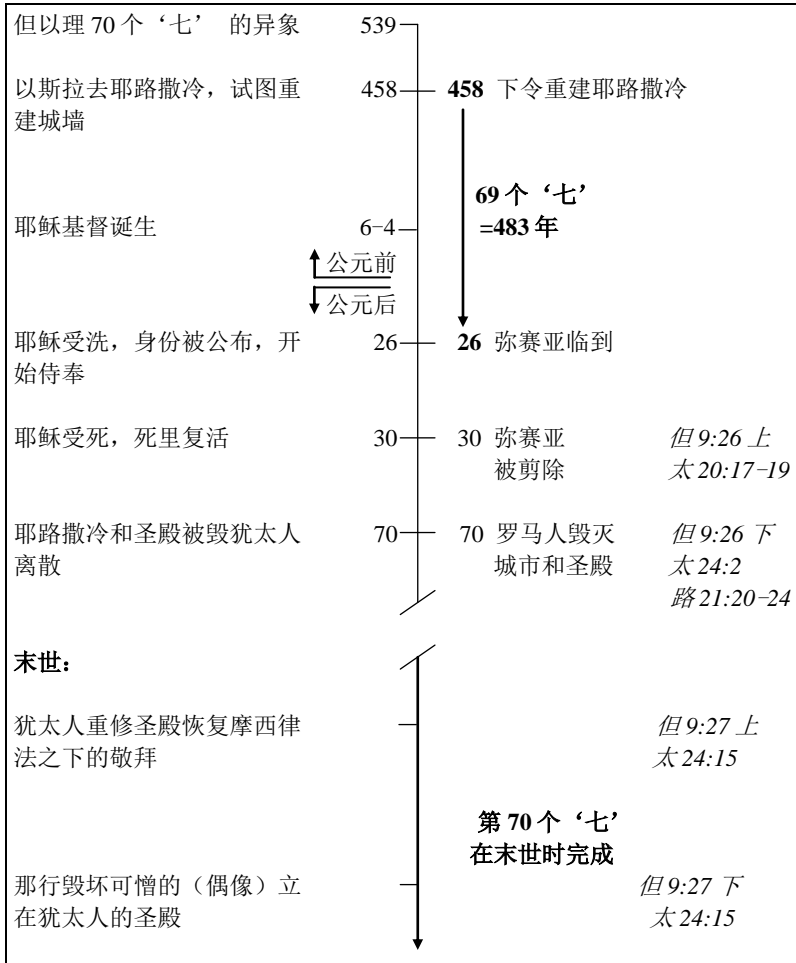 但以理 70 个‘七’ 的异象 539
以斯拉去耶路撒冷，试图重 458 458 下令重建耶路撒冷
建城墙
69 个‘七’
耶稣基督诞生 6-4 =483 年
公元前
公元后
耶稣受洗，身份被公布，开 26 26 弥赛亚临到
始侍奉
耶稣受死，死里复活 30 30 弥赛亚 但 9:26 上
被剪除 太 20:17-19
耶路撒冷和圣殿被毁犹太人 70 70 罗马人毁灭 但 9:26 下
离散 城市和圣殿 太 24:2
路 21:20-24
末世：
犹太人重修圣殿恢复摩西律 但 9:27 上
法之下的敬拜 太 24:15
第 70 个‘七’
在末世时完成
那行毁坏可憎的（偶像）立 但 9:27 下
在犹太人的圣殿 太 24:15